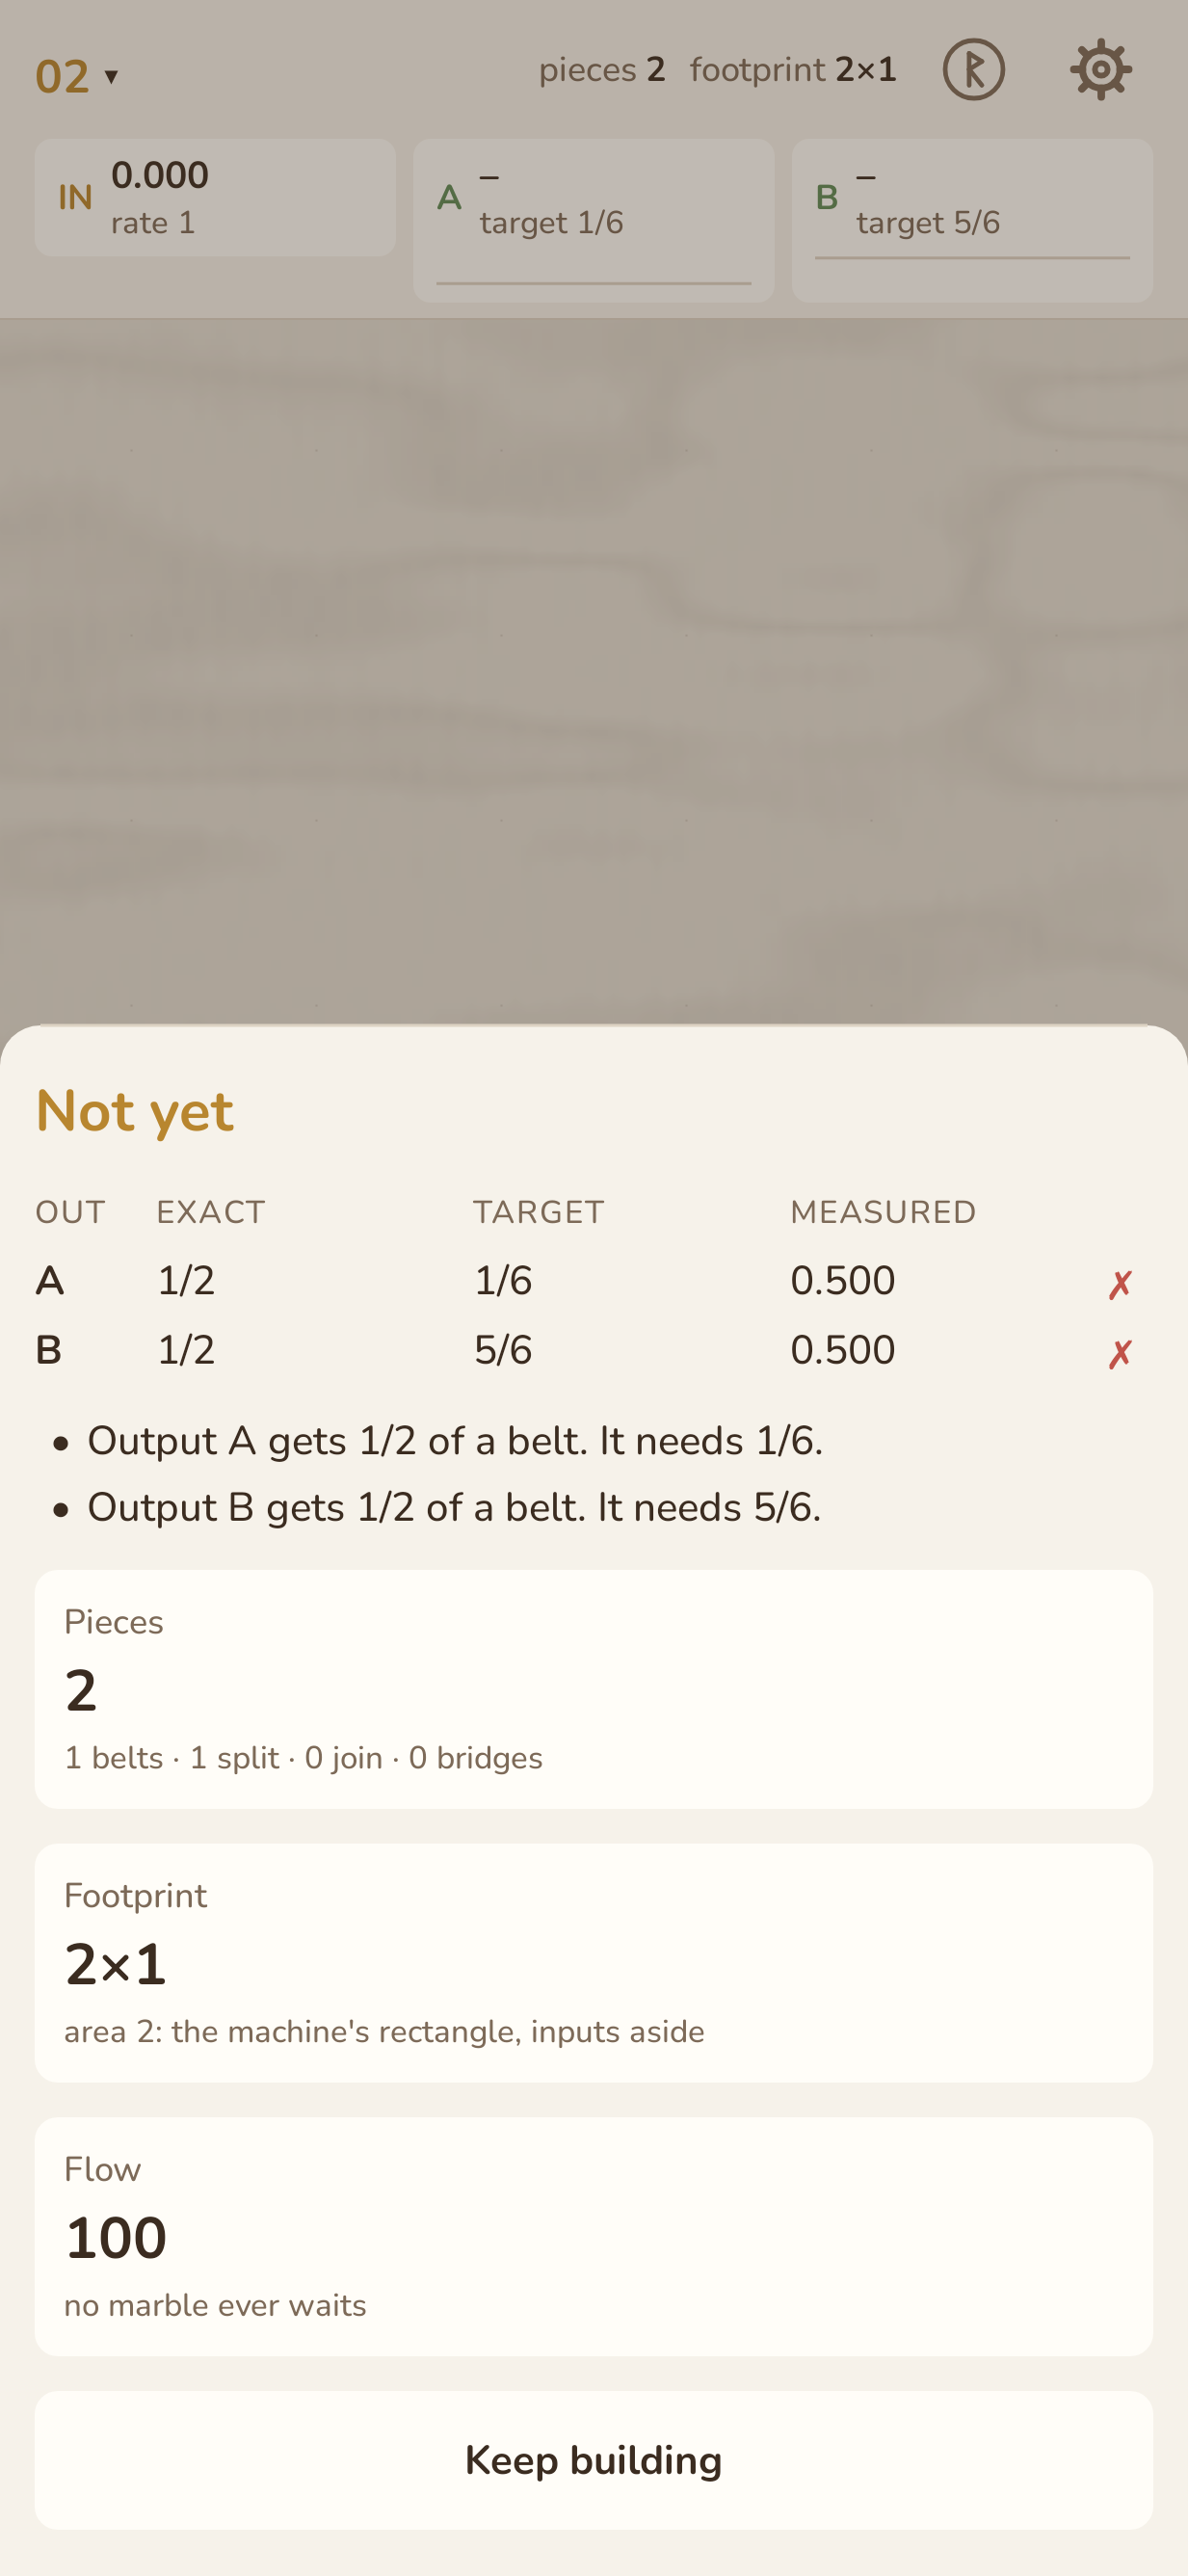 02 ▾
pieces 2 footprint 2×1
IN 0.000
rate 1
A –
target 1/6
B –
target 5/6
Not yet
OUT EXACT TARGET MEASURED
A 1/2 1/6 0.500 ✗
B 1/2 5/6 0.500 ✗
• Output A gets 1/2 of a belt. It needs 1/6.
• Output B gets 1/2 of a belt. It needs 5/6.
Pieces
2
1 belts · 1 split · 0 join · 0 bridges
Footprint
2×1
area 2: the machine's rectangle, inputs aside
Flow
100
no marble ever waits
Keep building